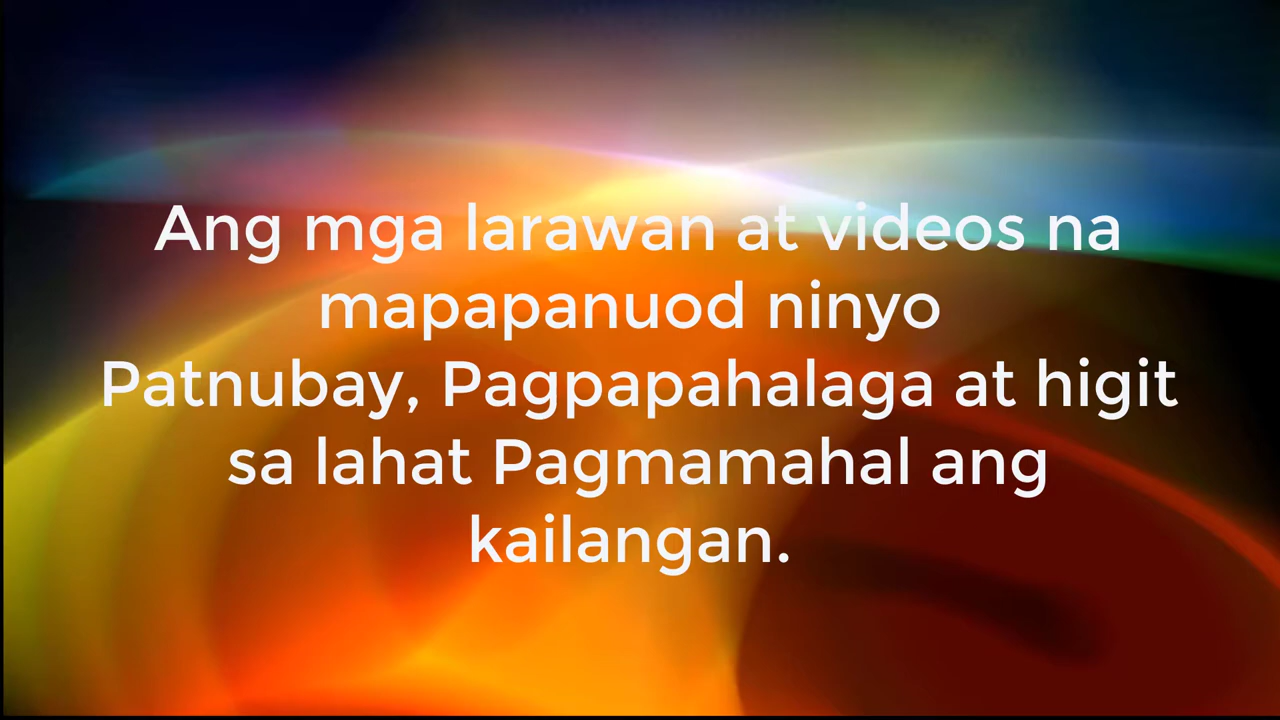 Ang mga larawan at videos na
mapapanuod ninyo
Patnubay, Pagpapahalaga at higit
sa lahat Pagmamahal ang
kailangan.